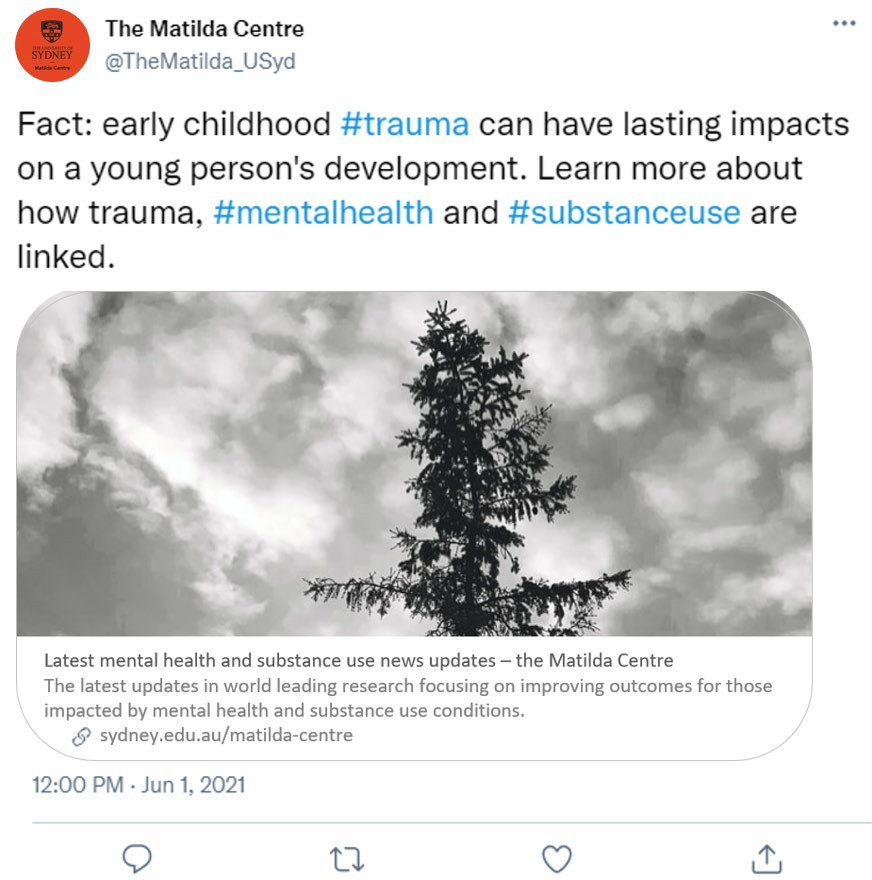 The Matilda Centre
THE UNIVERSITY OF
SYDNEY
Matilda Centre
@TheMatilda_USyd
Fact: early childhood #trauma can have lasting impacts
on a young person's development. Learn more about
how trauma, #mentalhealth and #substanceuse are
linked.
Latest mental health and substance use news updates – the Matilda Centre
The latest updates in world leading research focusing on improving outcomes for those
impacted by mental health and substance use conditions.
sydney.edu.au/matilda-centre
12:00 PM · Jun 1, 2021